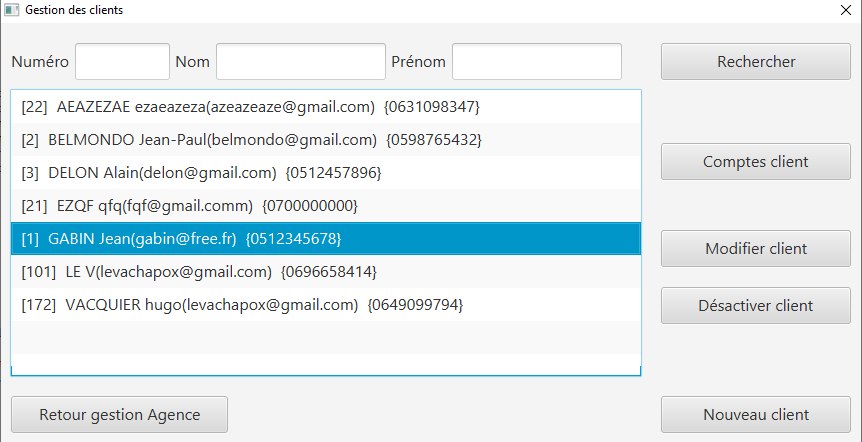 Gestion des clients
Numéro Nom Prénom Rechercher
[22] AEAZEZAE ezaeazeza(azeazeaze@gmail.com) {0631098347}
[2] BELMONDO Jean-Paul(belmondo@gmail.com) {0598765432}
Comptes client
[3] DELON Alain(delon@gmail.com) {0512457896}
[21] EZQF qfq(fqf@gmail.comm) {0700000000}
[1] GABIN Jean(gabin@free.fr) {0512345678}
Modifier client
[101] LE V(levachapox@gmail.com) {0696658414}
[172] VACQUIER hugo(levachapox@gmail.com) {0649099794}
Désactiver client
Retour gestion Agence Nouveau client